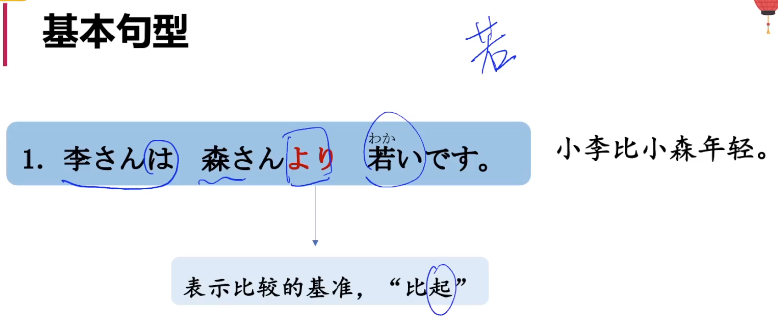 基本句型
若
わか
1. 李さんは 森さんより 若いです。
小李比小森年轻。
表示比较的基准，“比起”